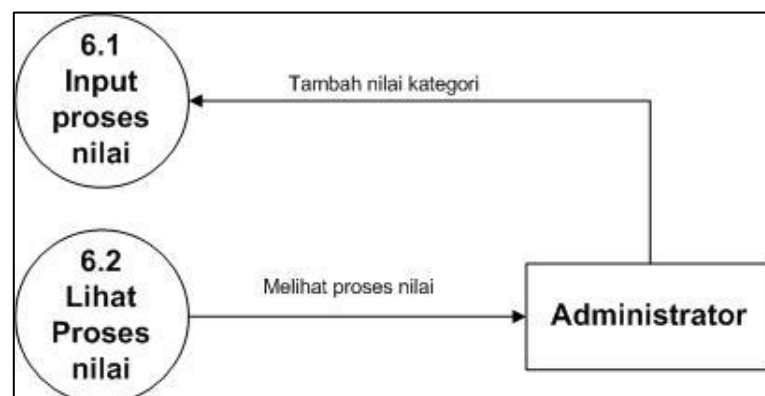 6.1
Input
proses
nilai
Tambah nilai kategori
6.2
Lihat
Proses
nilai
Melihat proses nilai
Administrator